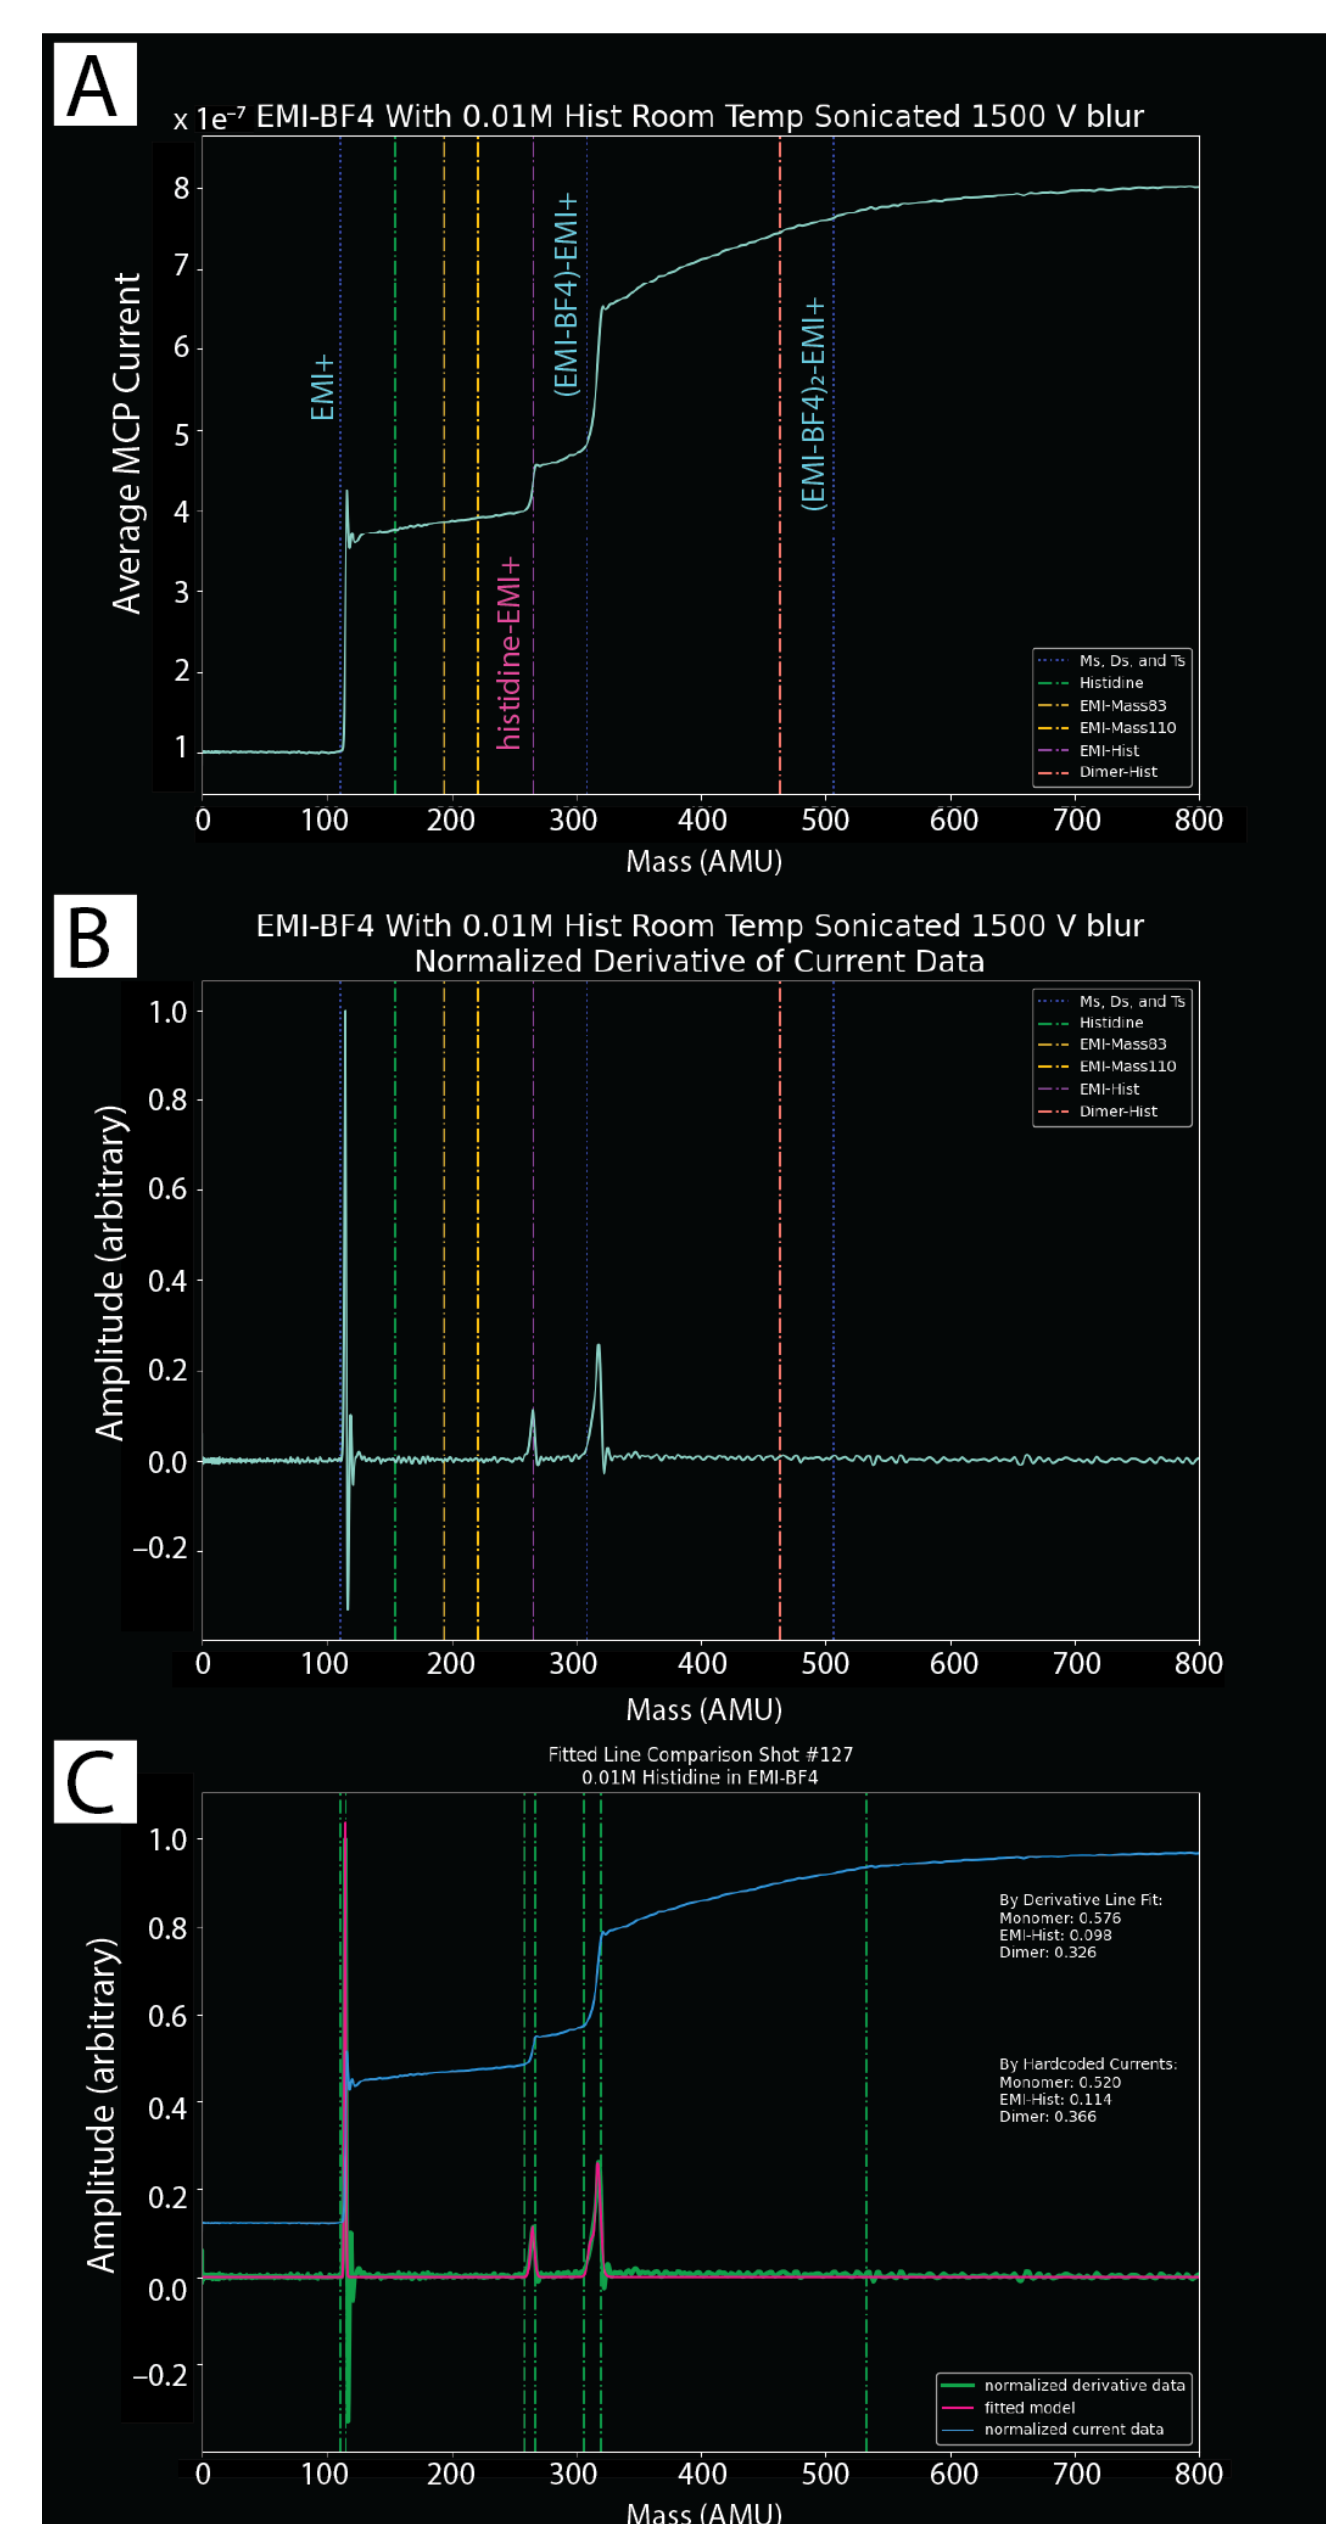 A
x 1e⁻⁷ EMI-BF4 With 0.01M Hist Room Temp Sonicated 1500 V blur
Average MCP Current
8
7
6
5
4
3
2
1
EMI+
histidine-EMI+
(EMI-BF4)-EMI+
(EMI-BF4)₂-EMI+
Ms, Ds, and Ts
Histidine
EMI-Mass83
EMI-Mass110
EMI-Hist
Dimer-Hist
0 100 200 300 400 500 600 700 800
Mass (AMU)
B
EMI-BF4 With 0.01M Hist Room Temp Sonicated 1500 V blur
Normalized Derivative of Current Data
Amplitude (arbitrary)
1.0
0.8
0.6
0.4
0.2
0.0
–0.2
Ms, Ds, and Ts
Histidine
EMI-Mass83
EMI-Mass110
EMI-Hist
Dimer-Hist
0 100 200 300 400 500 600 700 800
Mass (AMU)
C
Fitted Line Comparison Shot #127
0.01M Histidine in EMI-BF4
Amplitude (arbitrary)
1.0
0.8
0.6
0.4
0.2
0.0
–0.2
By Derivative Line Fit:
Monomer: 0.576
EMI-Hist: 0.098
Dimer: 0.326
By Hardcoded Currents:
Monomer: 0.520
EMI-Hist: 0.114
Dimer: 0.366
normalized derivative data
fitted model
normalized current data
0 100 200 300 400 500 600 700 800
Mass (AMU)